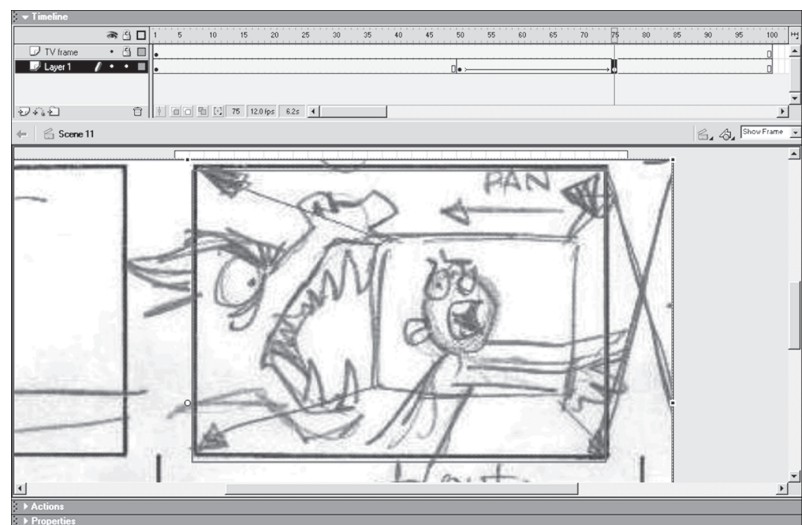 Timeline
1 5 10 15 20 25 30 35 40 45 50 55 60 65 70 75 80 85 90 95 100
TV frame
Layer 1
75 12.0 fps 6.2s
Scene 11
Show Frame
PAN
Actions
Properties